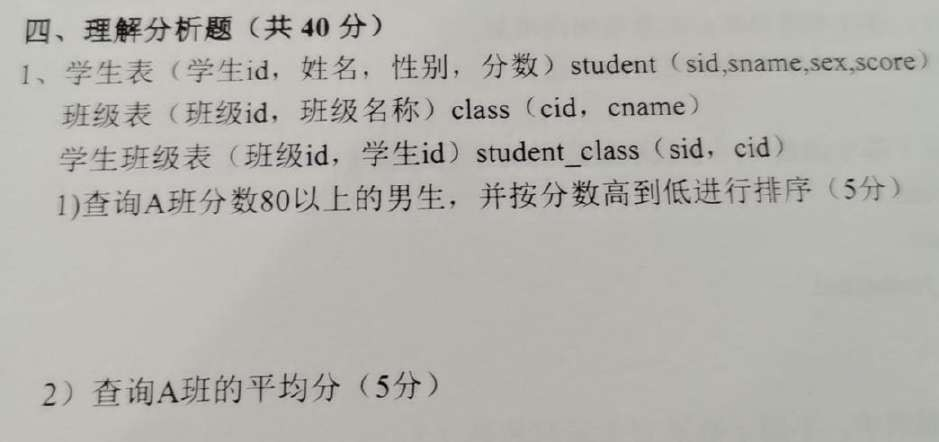 四、理解分析题（共 40 分）
1、学生表（学生id，姓名，性别，分数）student（sid,sname,sex,score）
班级表（班级id，班级名称）class（cid，cname）
学生班级表（班级id，学生id）student_class（sid，cid）
1)查询A班分数80以上的男生，并按分数高到低进行排序（5分）
2）查询A班的平均分（5分）